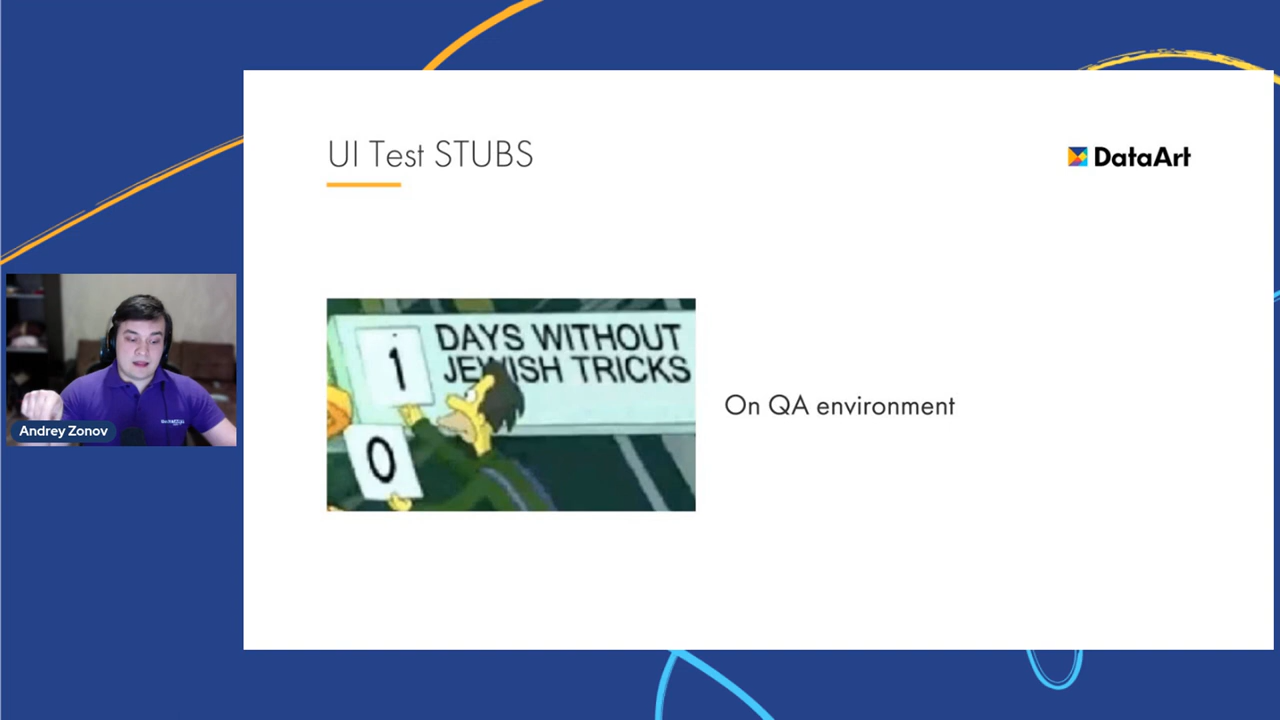 UI Test STUBS
DataArt
1
DAYS WITHOUT
JEWISH TRICKS
0
On QA environment
Andrey Zonov